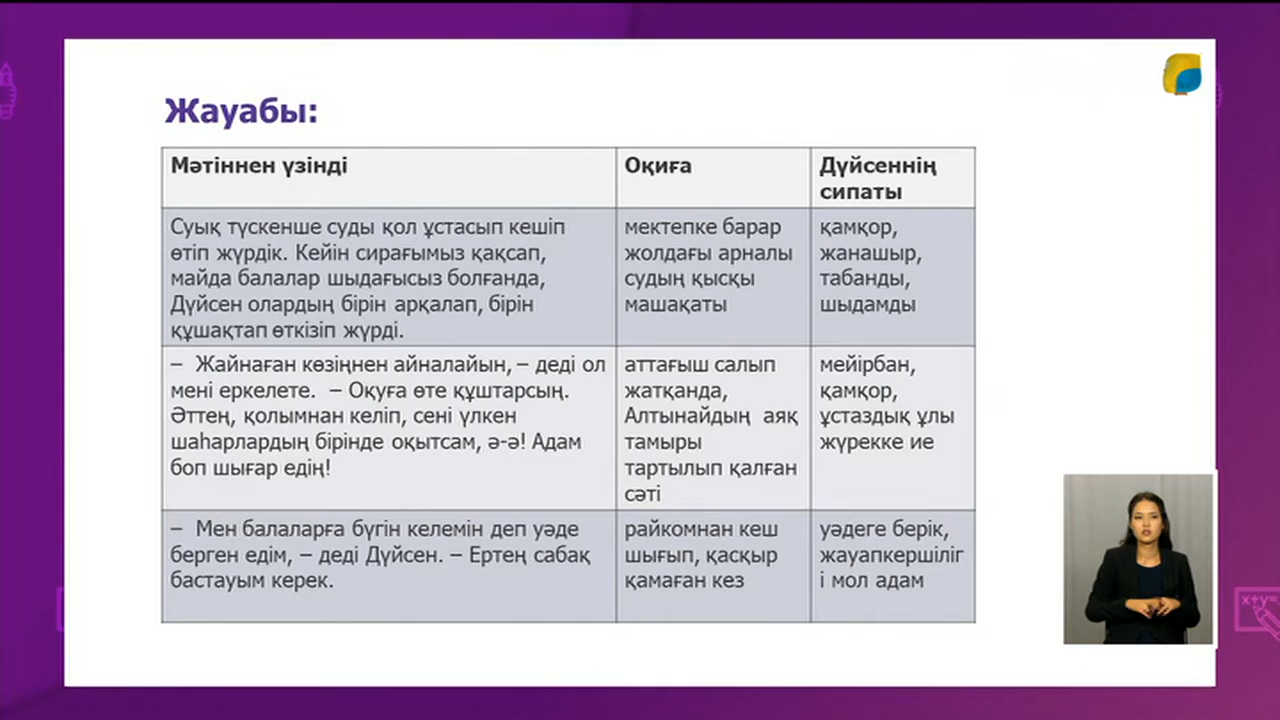 Жауабы:
Мәтіннен үзінді
Оқиға
Дүйсеннің
сипаты
Суық түскенше суды қол ұстасып кешіп
өтіп жүрдік. Кейін сирағымыз қақсап,
майда балалар шыдағысыз болғанда,
Дүйсен олардың бірін арқалап, бірін
құшақтап өткізіп жүрді.
мектепке барар
жолдағы арналы
судың қысқы
машақаты
қамқор,
жанашыр,
табанды,
шыдамды
– Жайнаған көзіңнен айналайын, – деді ол
мені еркелете. – Оқуға өте құштарсың.
Әттең, қолымнан келіп, сені үлкен
шаһарлардың бірінде оқытсам, ә-ә! Адам
боп шығар едің!
аттағыш салып
жатқанда,
Алтынайдың аяқ
тамыры
тартылып қалған
сәті
мейірбан,
қамқор,
ұстаздық ұлы
жүрекке ие
– Мен балаларға бүгін келемін деп уәде
берген едім, – деді Дүйсен. – Ертең сабақ
бастауым керек.
райкомнан кеш
шығып, қасқыр
қамаған кез
уәдеге берік,
жауапкершіліг
і мол адам
x+y=